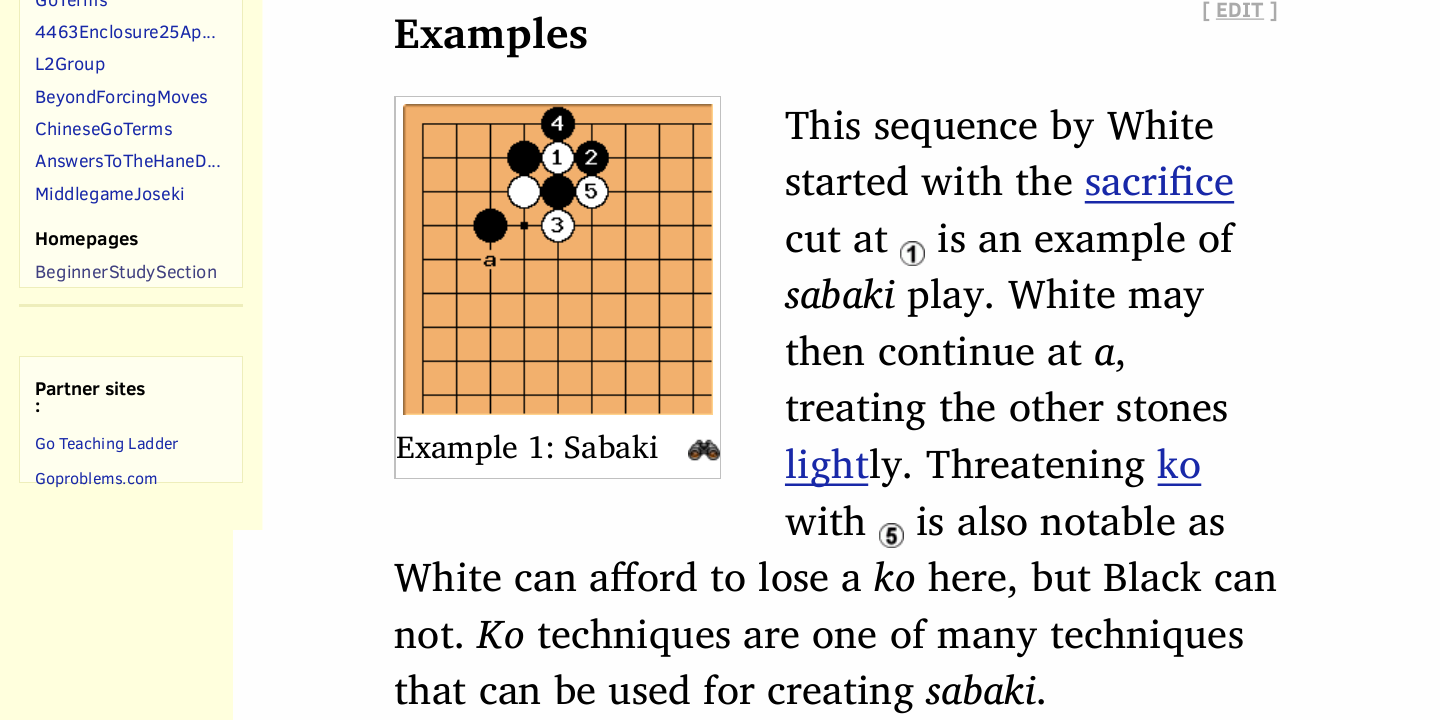 GoTerms
4463Enclosure25Ap...
L2Group
BeyondForcingMoves
ChineseGoTerms
AnswersToTheHaneD...
MiddlegameJoseki
Homepages
BeginnerStudySection
Partner sites
:
Go Teaching Ladder
Goproblems.com
[ EDIT ]
Examples
4
1 2
5
3
a
Example 1: Sabaki
This sequence by White
started with the sacrifice
cut at 1 is an example of
sabaki play. White may
then continue at a,
treating the other stones
lightly. Threatening ko
with 5 is also notable as
White can afford to lose a ko here, but Black can
not. Ko techniques are one of many techniques
that can be used for creating sabaki.